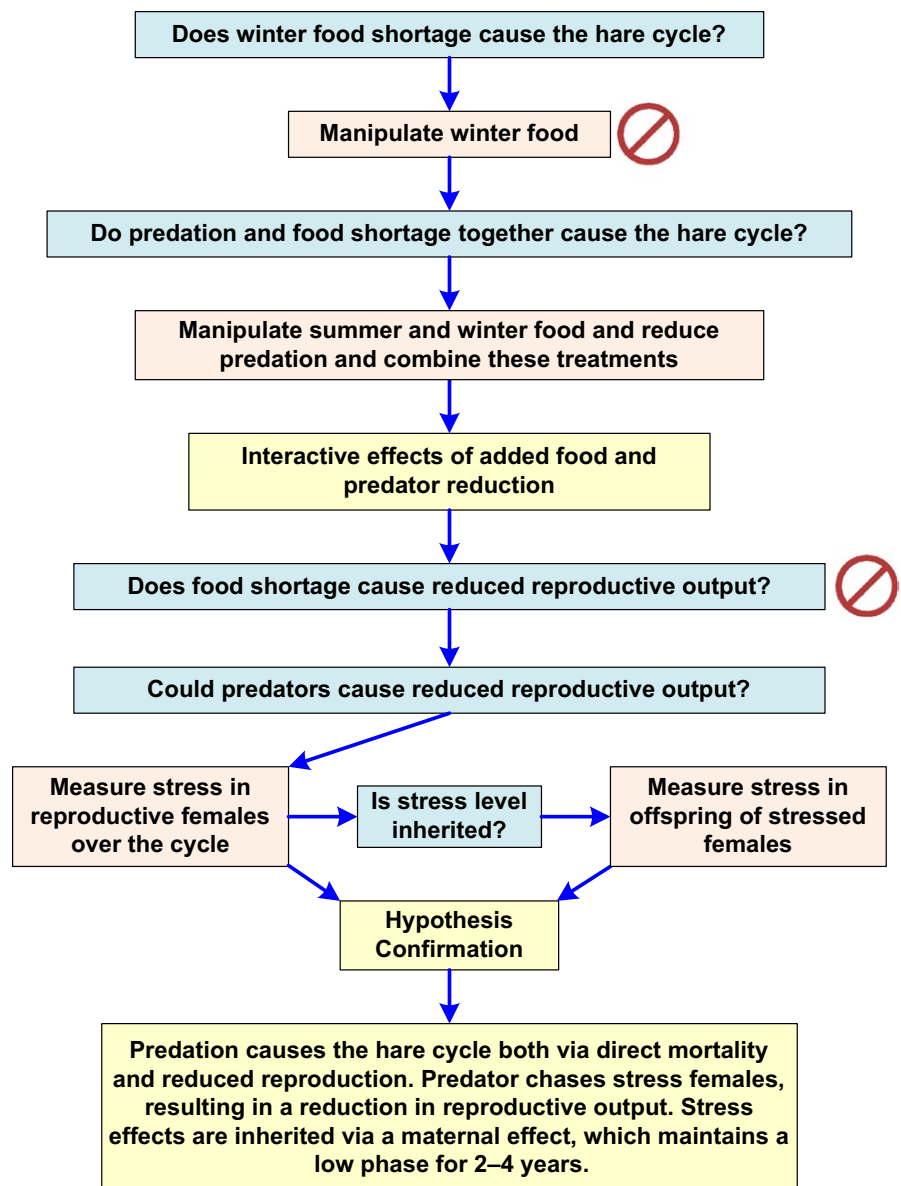 Does winter food shortage cause the hare cycle?
Manipulate winter food
Do predation and food shortage together cause the hare cycle?
Manipulate summer and winter food and reduce
predation and combine these treatments
Interactive effects of added food and
predator reduction
Does food shortage cause reduced reproductive output?
Could predators cause reduced reproductive output?
Measure stress in
reproductive females
over the cycle
Is stress level
inherited?
Measure stress in
offspring of stressed
females
Hypothesis
Confirmation
Predation causes the hare cycle both via direct mortality
and reduced reproduction. Predator chases stress females,
resulting in a reduction in reproductive output. Stress
effects are inherited via a maternal effect, which maintains a
low phase for 2–4 years.